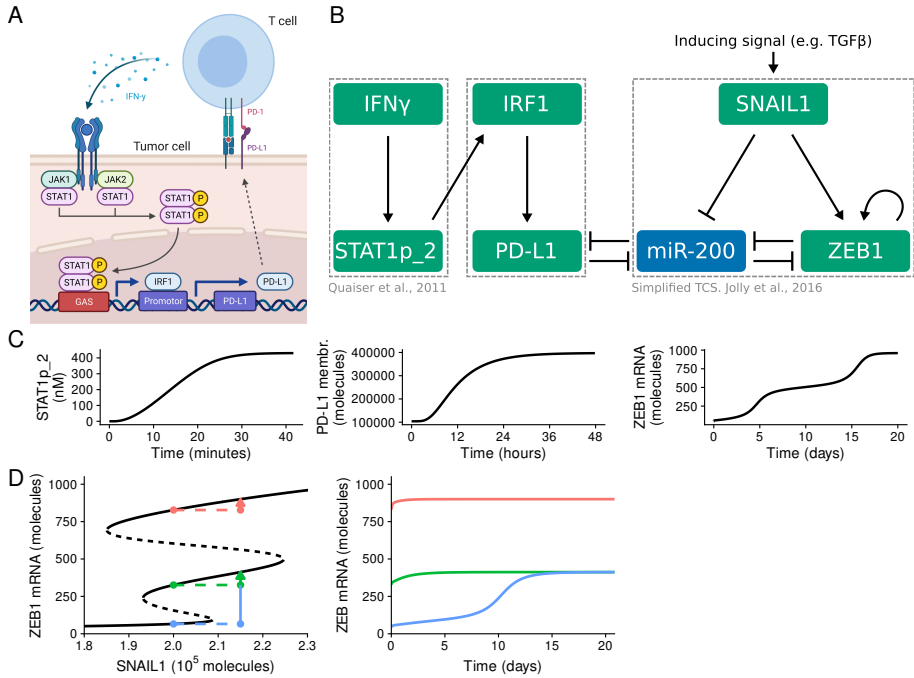 A
T cell
IFN-γ
PD-1
PD-L1
Tumor cell
JAK1
JAK2
STAT1
STAT1
STAT1
P
STAT1
P
STAT1
P
STAT1
P
GAS
IRF1
Promotor
PD-L1
PD-L1
B
Inducing signal (e.g. TGFβ)
IFNγ
IRF1
SNAIL1
STAT1p_2
PD-L1
miR-200
ZEB1
Quaiser et al., 2011
Simplified TCS. Jolly et al., 2016
C
STAT1p_2
(nM)
400
300
200
100
0
0
10
20
30
40
Time (minutes)
PD-L1 membr.
(molecules)
400000
300000
200000
100000
0
12
24
36
48
Time (hours)
ZEB1 mRNA
(molecules)
1000
750
500
250
0
5
10
15
20
Time (days)
D
ZEB1 mRNA (molecules)
1000
750
500
250
0
1.8
1.9
2.0
2.1
2.2
2.3
SNAIL1 (10⁵ molecules)
ZEB mRNA (molecules)
1000
750
500
250
0
0
5
10
15
20
Time (days)